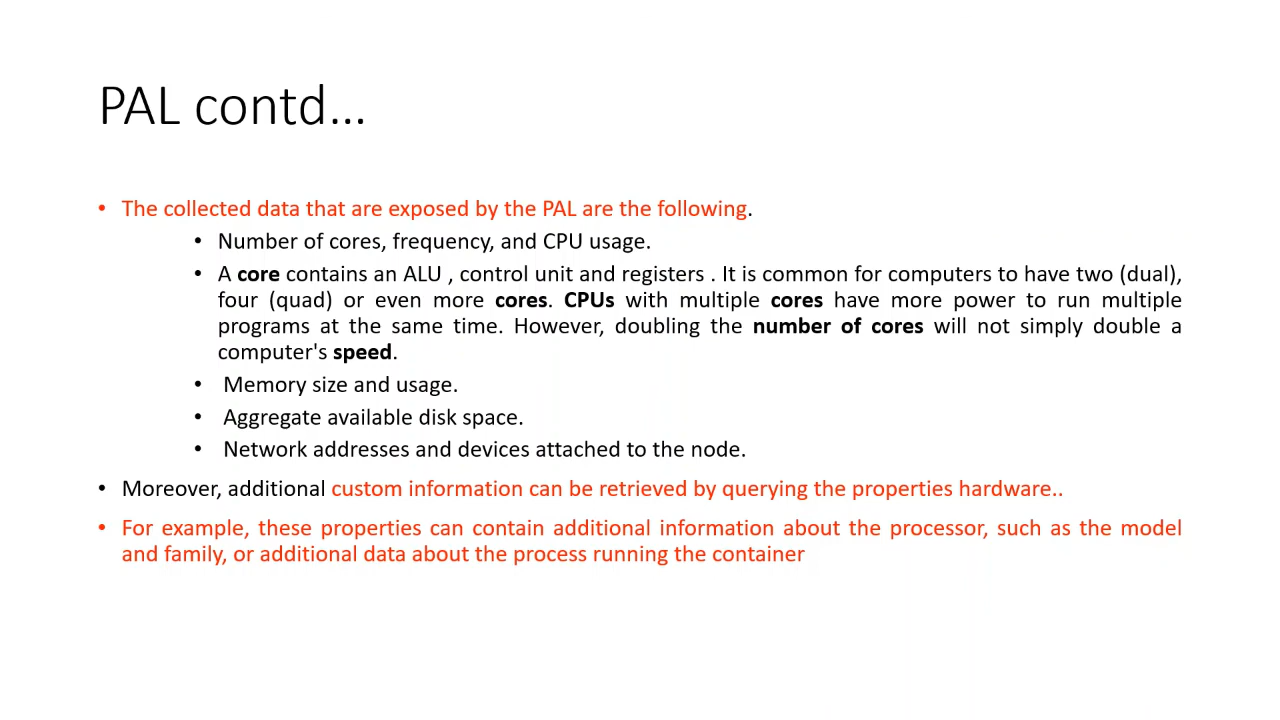 PAL contd...
• The collected data that are exposed by the PAL are the following.
• Number of cores, frequency, and CPU usage.
• A core contains an ALU , control unit and registers . It is common for computers to have two (dual),
four (quad) or even more cores. CPUs with multiple cores have more power to run multiple
programs at the same time. However, doubling the number of cores will not simply double a
computer's speed.
• Memory size and usage.
• Aggregate available disk space.
• Network addresses and devices attached to the node.
• Moreover, additional custom information can be retrieved by querying the properties hardware..
• For example, these properties can contain additional information about the processor, such as the model
and family, or additional data about the process running the container